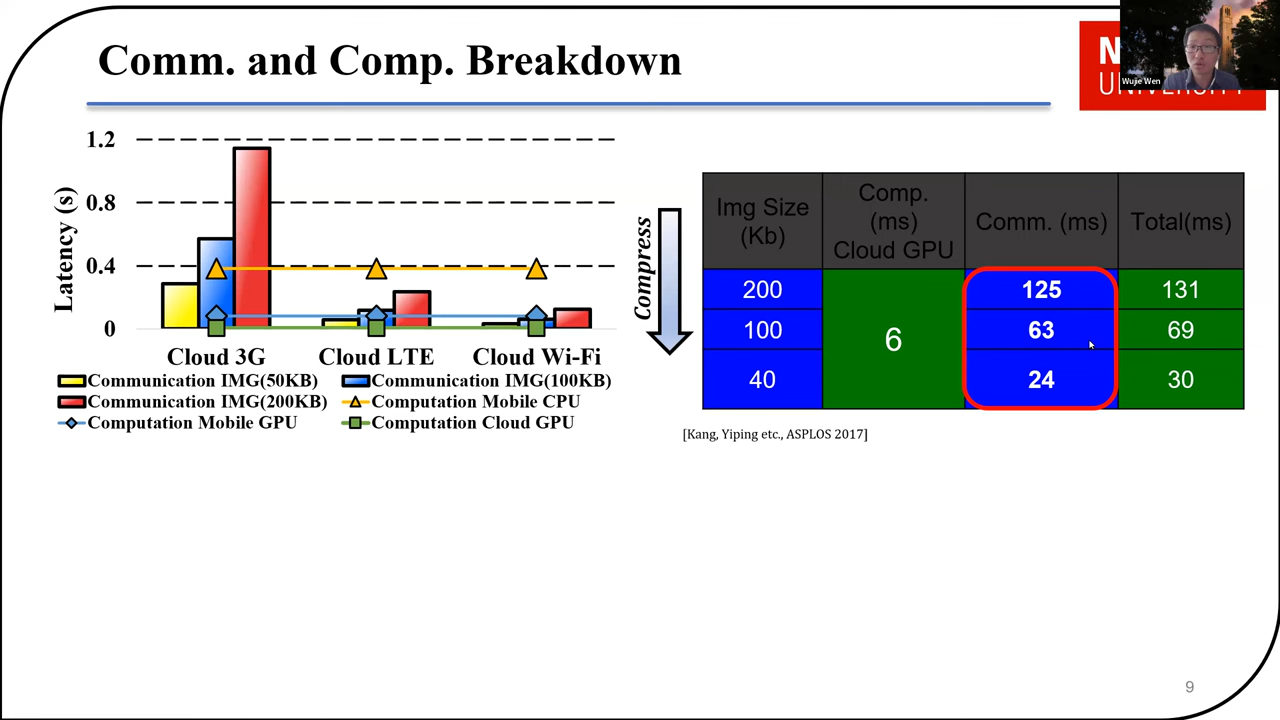 Comm. and Comp. Breakdown
N
UNIVERSITY
Wujie Wen
1.2
0.8
0.4
0
Latency (s)
Cloud 3G Cloud LTE Cloud Wi-Fi
Communication IMG(50KB) Communication IMG(100KB)
Communication IMG(200KB) Computation Mobile CPU
Computation Mobile GPU Computation Cloud GPU
Compress
Img Size (Kb) Comp. (ms) Cloud GPU Comm. (ms) Total(ms)
200 6 125 131
100 63 69
40 24 30
[Kang, Yiping etc., ASPLOS 2017]
9